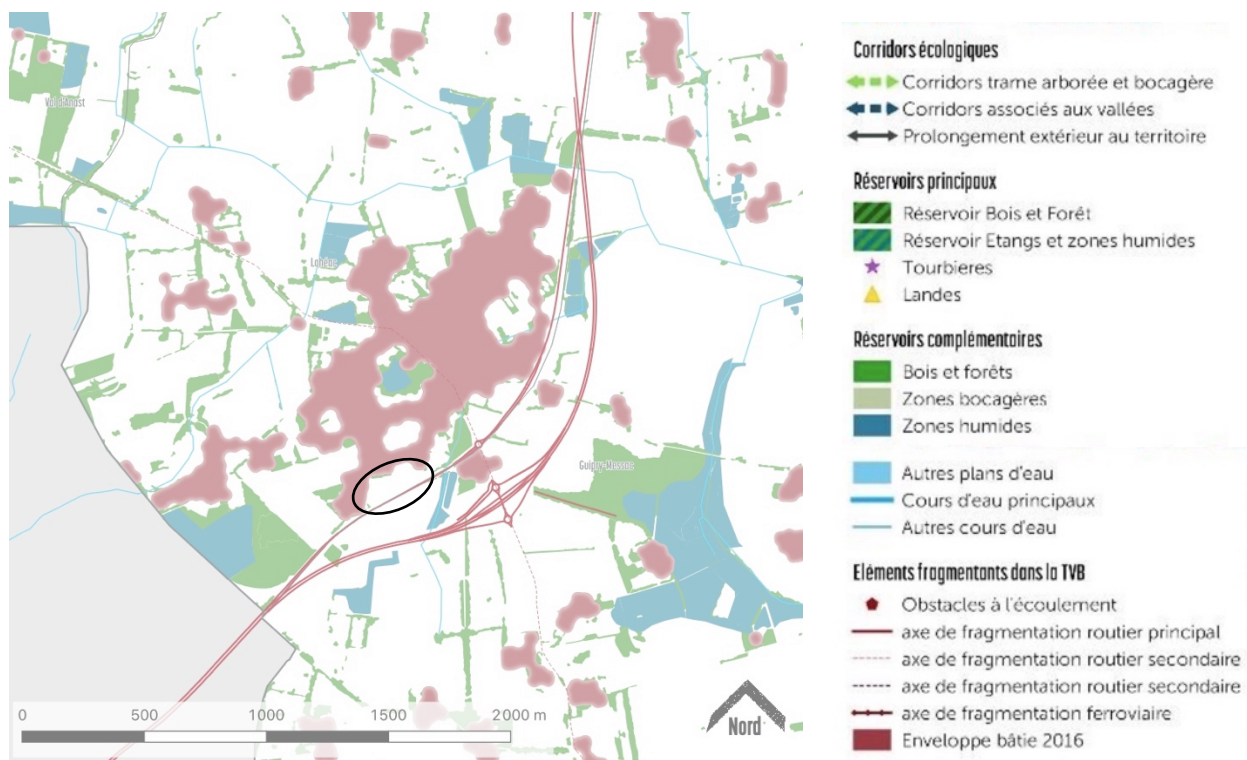 Lohéac
Guipry-Messac
0 500 1000 1500 2000 m
Nord
Corridors écologiques
Corridors trame arborée et bocagère
Corridors associés aux vallées
Prolongement extérieur au territoire
Réservoirs principaux
Réservoir Bois et Forêt
Réservoir Etangs et zones humides
Tourbieres
Landes
Réservoirs complémentaires
Bois et forêts
Zones bocagères
Zones humides
Autres plans d'eau
Cours d'eau principaux
Autres cours d'eau
Eléments fragmentants dans la TVB
Obstacles à l'écoulement
axe de fragmentation routier principal
axe de fragmentation routier secondaire
axe de fragmentation routier secondaire
axe de fragmentation ferroviaire
Enveloppe bâtie 2016